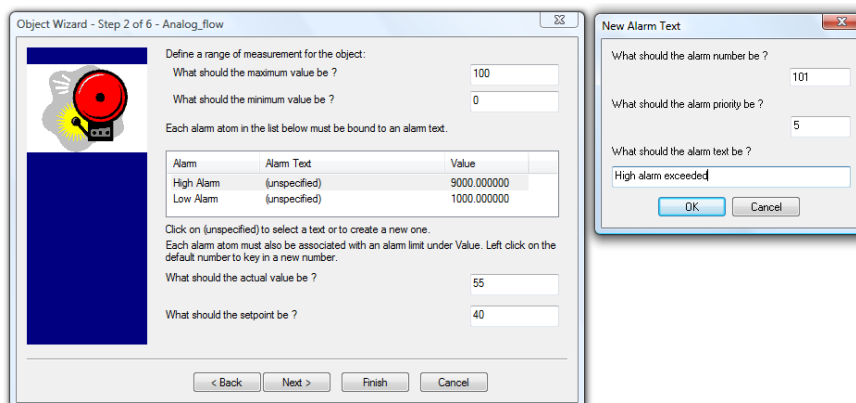 Object Wizard - Step 2 of 6 - Analog_flow
Define a range of measurement for the object:
What should the maximum value be ?
100
What should the minimum value be ?
0
Each alarm atom in the list below must be bound to an alarm text.
Alarm Alarm Text Value
High Alarm (unspecified) 9000.000000
Low Alarm (unspecified) 1000.000000
Click on (unspecified) to select a text or to create a new one.
Each alarm atom must also be associated with an alarm limit under Value. Left click on the
default number to key in a new number.
What should the actual value be ?
55
What should the setpoint be ?
40
< Back Next > Finish Cancel
New Alarm Text
What should the alarm number be ?
101
What should the alarm priority be ?
5
What should the alarm text be ?
High alarm exceeded
OK Cancel